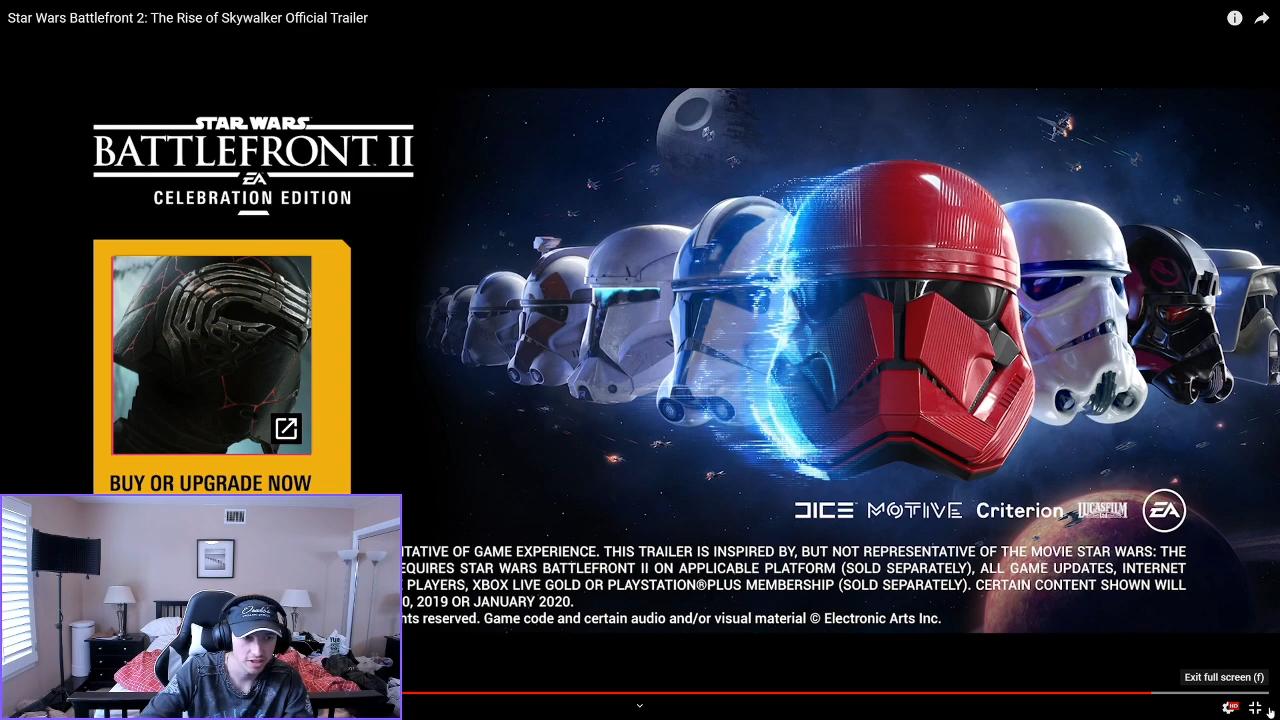 Star Wars Battlefront 2: The Rise of Skywalker Official Trailer
STAR WARS
BATTLEFRONT II
EA
CELEBRATION EDITION
BUY OR UPGRADE NOW
DICE MOTIVE Criterion LUCASFILM Ltd EA
TATIVE OF GAME EXPERIENCE. THIS TRAILER IS INSPIRED BY, BUT NOT REPRESENTATIVE OF THE MOVIE STAR WARS: THE
EQUIRES STAR WARS BATTLEFRONT II ON APPLICABLE PLATFORM (SOLD SEPARATELY), ALL GAME UPDATES, INTERNET
PLAYERS, XBOX LIVE GOLD OR PLAYSTATION®PLUS MEMBERSHIP (SOLD SEPARATELY). CERTAIN CONTENT SHOWN WILL
0, 2019 OR JANUARY 2020.
hts reserved. Game code and certain audio and/or visual material © Electronic Arts Inc.
Exit full screen (f)
HD